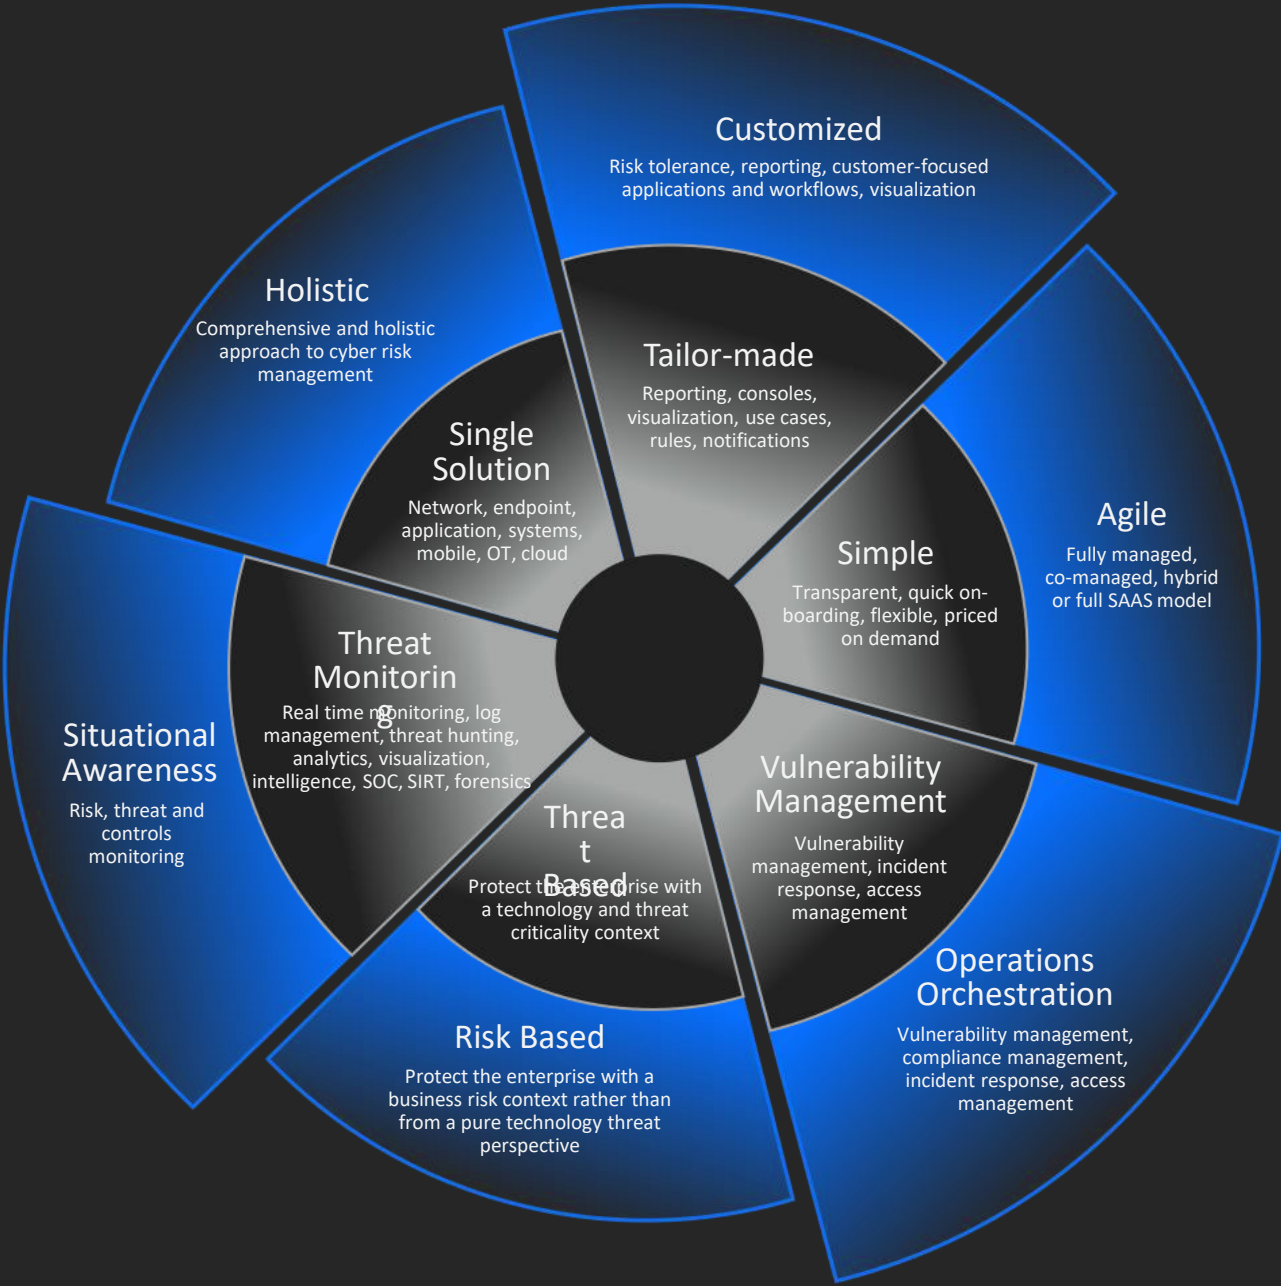 Customized
Risk tolerance, reporting, customer-focused
applications and workflows, visualization
Holistic
Comprehensive and holistic
approach to cyber risk
management
Tailor-made
Reporting, consoles,
visualization, use cases,
rules, notifications
Single
Solution
Network, endpoint,
application, systems,
mobile, OT, cloud
Agile
Fully managed,
co-managed, hybrid
or full SAAS model
Simple
Transparent, quick on-
boarding, flexible, priced
on demand
Threat
Monitorin
g
Real time monitoring, log
management, threat hunting,
analytics, visualization,
intelligence, SOC, SIRT, forensics
Situational
Awareness
Risk, threat and
controls
monitoring
Vulnerability
Management
Vulnerability
management, incident
response, access
management
Threa
t
Based
Protect the enterprise with
a technology and threat
criticality context
Operations
Orchestration
Vulnerability management,
compliance management,
incident response, access
management
Risk Based
Protect the enterprise with a
business risk context rather than
from a pure technology threat
perspective